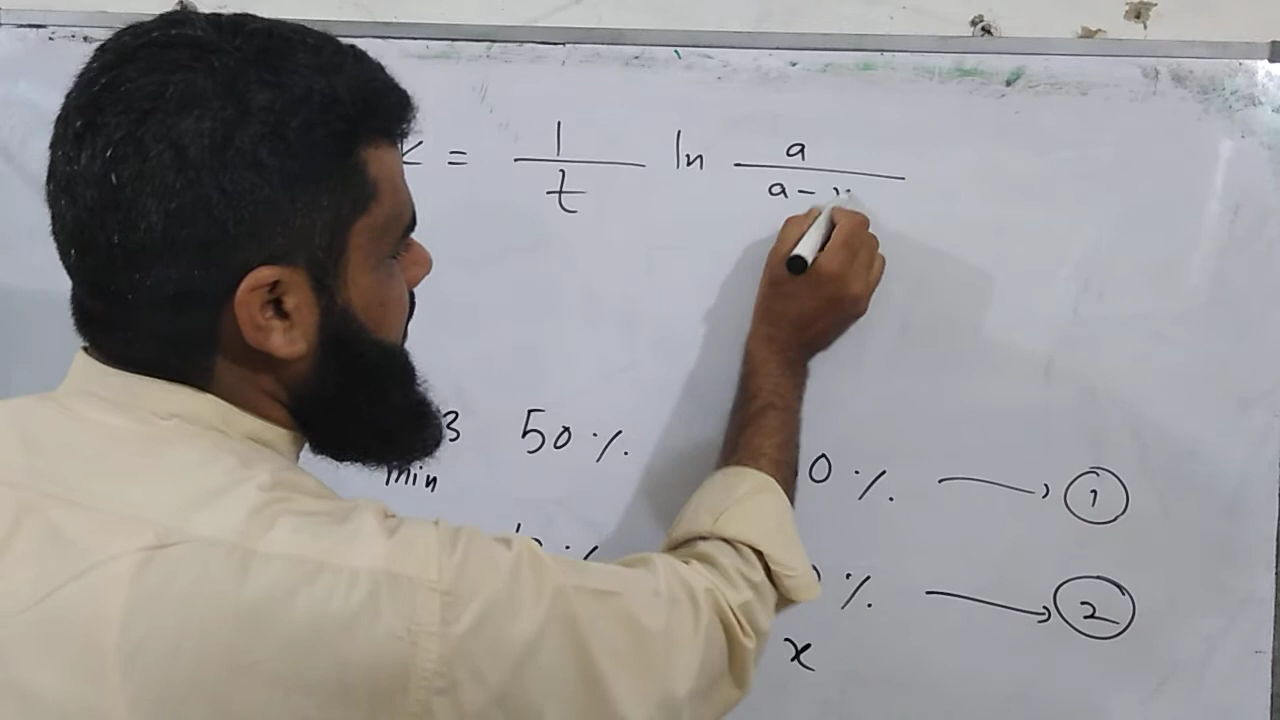 = 1/t ln a/a-x
3 50% 0% → ①
min
% % → ②
x